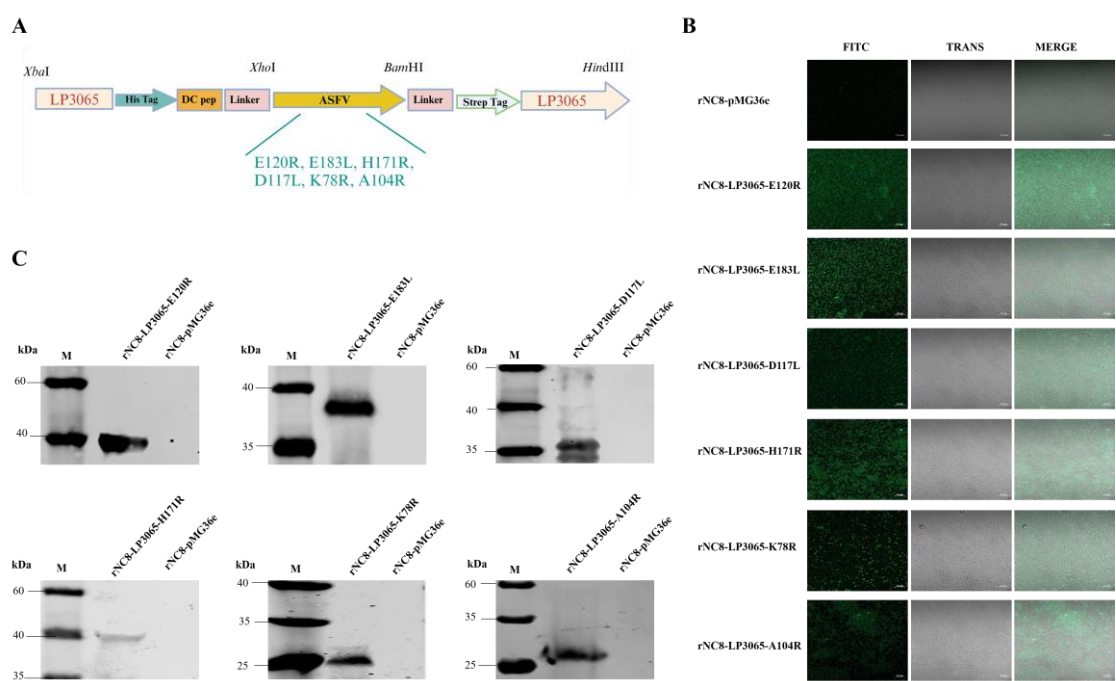 A
XbaI
XhoI
BamHI
HindIII
LP3065
His Tag
DC pep
Linker
ASFV
Linker
Strep Tag
LP3065
E120R, E183L, H171R,
D117L, K78R, A104R
B
FITC
TRANS
MERGE
rNC8-pMG36e
rNC8-LP3065-E120R
rNC8-LP3065-E183L
rNC8-LP3065-D117L
rNC8-LP3065-H171R
rNC8-LP3065-K78R
rNC8-LP3065-A104R
C
kDa
M
rNC8-LP3065-E120R
rNC8-pMG36e
60
40
kDa
M
rNC8-LP3065-E183L
rNC8-pMG36e
40
35
kDa
M
rNC8-LP3065-D117L
rNC8-pMG36e
60
40
35
kDa
M
rNC8-LP3065-H171R
rNC8-pMG36e
60
40
35
kDa
M
rNC8-LP3065-K78R
rNC8-pMG36e
40
35
25
kDa
M
rNC8-LP3065-A104R
rNC8-pMG36e
60
35
25